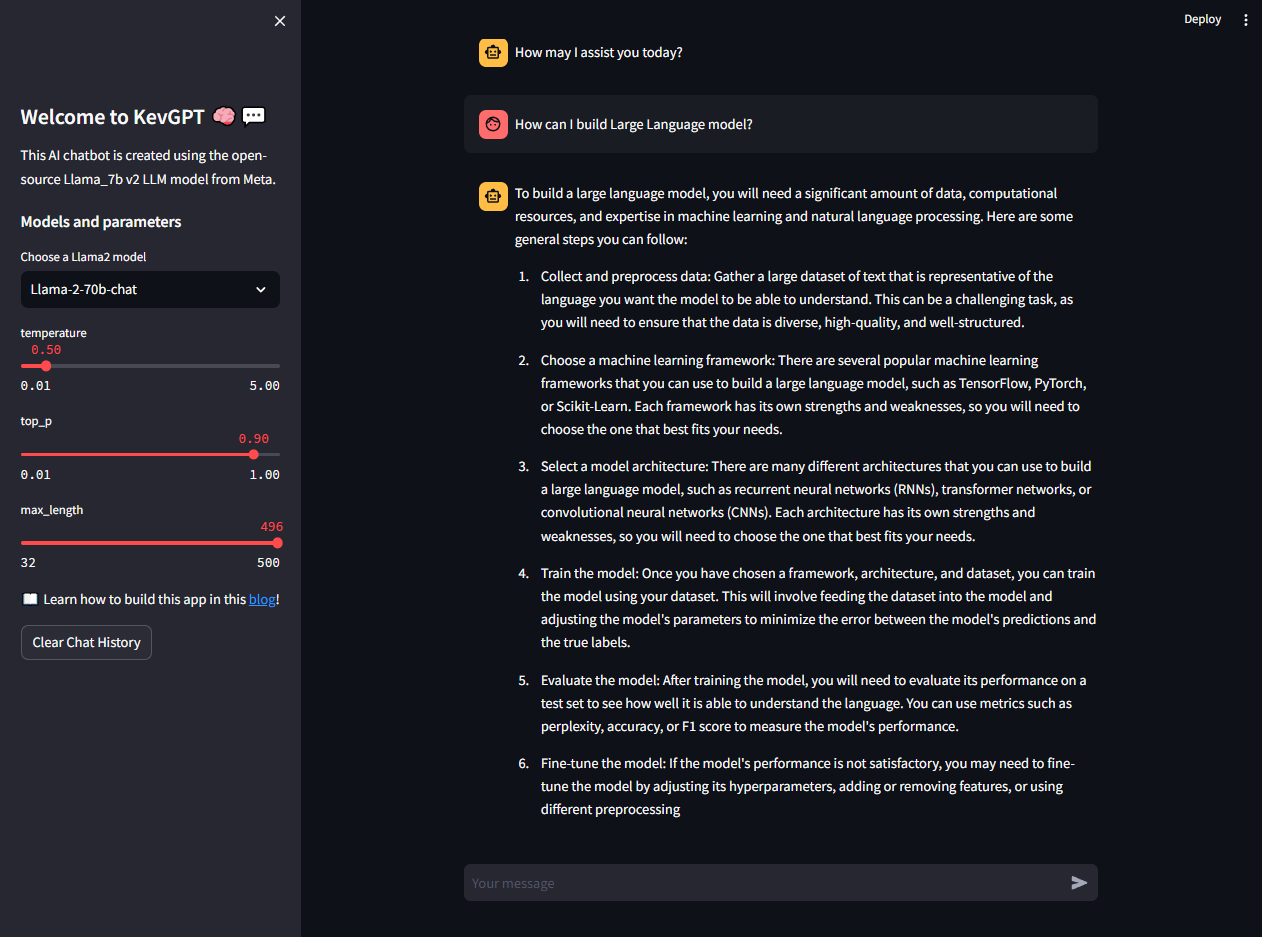 Deploy
Welcome to KevGPT 🧠 💬
This AI chatbot is created using the open-
source Llama_7b v2 LLM model from Meta.
Models and parameters
Choose a Llama2 model
Llama-2-70b-chat
temperature
0.50
0.01 5.00
top_p
0.90
0.01 1.00
max_length
496
32 500
📖 Learn how to build this app in this blog!
Clear Chat History
How may I assist you today?
How can I build Large Language model?
To build a large language model, you will need a significant amount of data, computational
resources, and expertise in machine learning and natural language processing. Here are some
general steps you can follow:
1. Collect and preprocess data: Gather a large dataset of text that is representative of the
language you want the model to be able to understand. This can be a challenging task, as
you will need to ensure that the data is diverse, high-quality, and well-structured.
2. Choose a machine learning framework: There are several popular machine learning
frameworks that you can use to build a large language model, such as TensorFlow, PyTorch,
or Scikit-Learn. Each framework has its own strengths and weaknesses, so you will need to
choose the one that best fits your needs.
3. Select a model architecture: There are many different architectures that you can use to build
a large language model, such as recurrent neural networks (RNNs), transformer networks, or
convolutional neural networks (CNNs). Each architecture has its own strengths and
weaknesses, so you will need to choose the one that best fits your needs.
4. Train the model: Once you have chosen a framework, architecture, and dataset, you can train
the model using your dataset. This will involve feeding the dataset into the model and
adjusting the model's parameters to minimize the error between the model's predictions and
the true labels.
5. Evaluate the model: After training the model, you will need to evaluate its performance on a
test set to see how well it is able to understand the language. You can use metrics such as
perplexity, accuracy, or F1 score to measure the model's performance.
6. Fine-tune the model: If the model's performance is not satisfactory, you may need to fine-
tune the model by adjusting its hyperparameters, adding or removing features, or using
different preprocessing
Your message